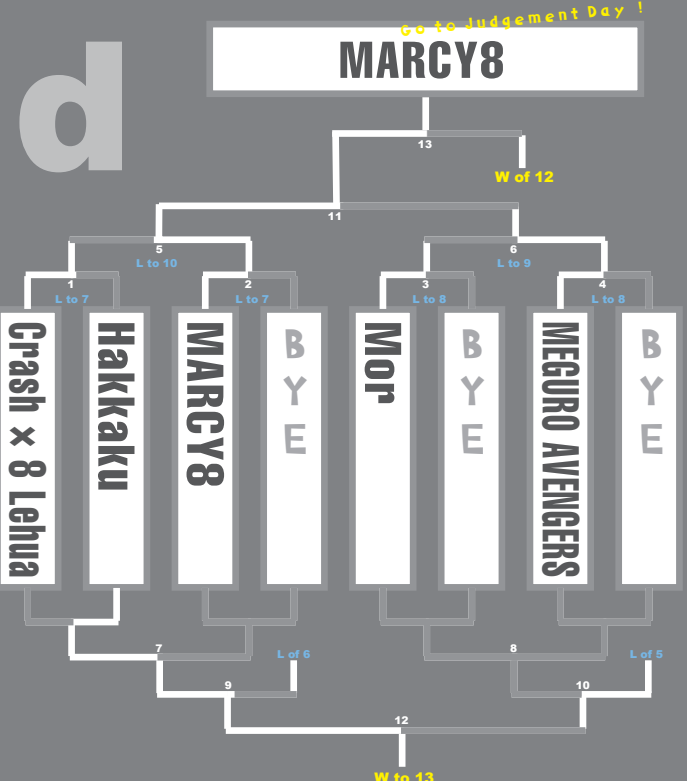 Go to Judgement Day !
d
MARCY8
13
W of 12
11
5
L to 10
6
L to 9
1
L to 7
2
L to 7
3
L to 8
4
L to 8
Crash × 8 Lehua
Hakkaku
MARCY8
BYE
Mor
BYE
MEGURO AVENGERS
BYE
7
L of 6
8
L of 5
9
10
12
W to 13